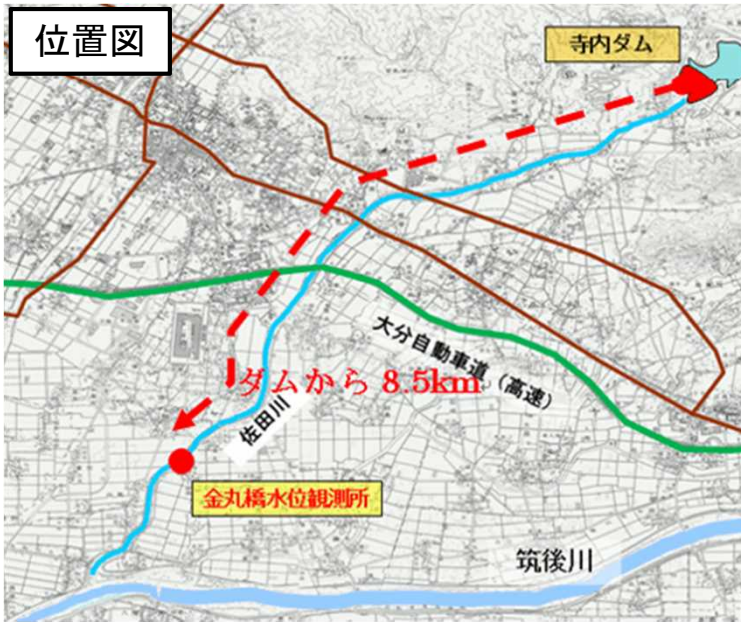 位置図
寺内ダム
大分自動車道（高速）
ダムから 8.5km
佐田川
金丸橋水位観測所
筑後川